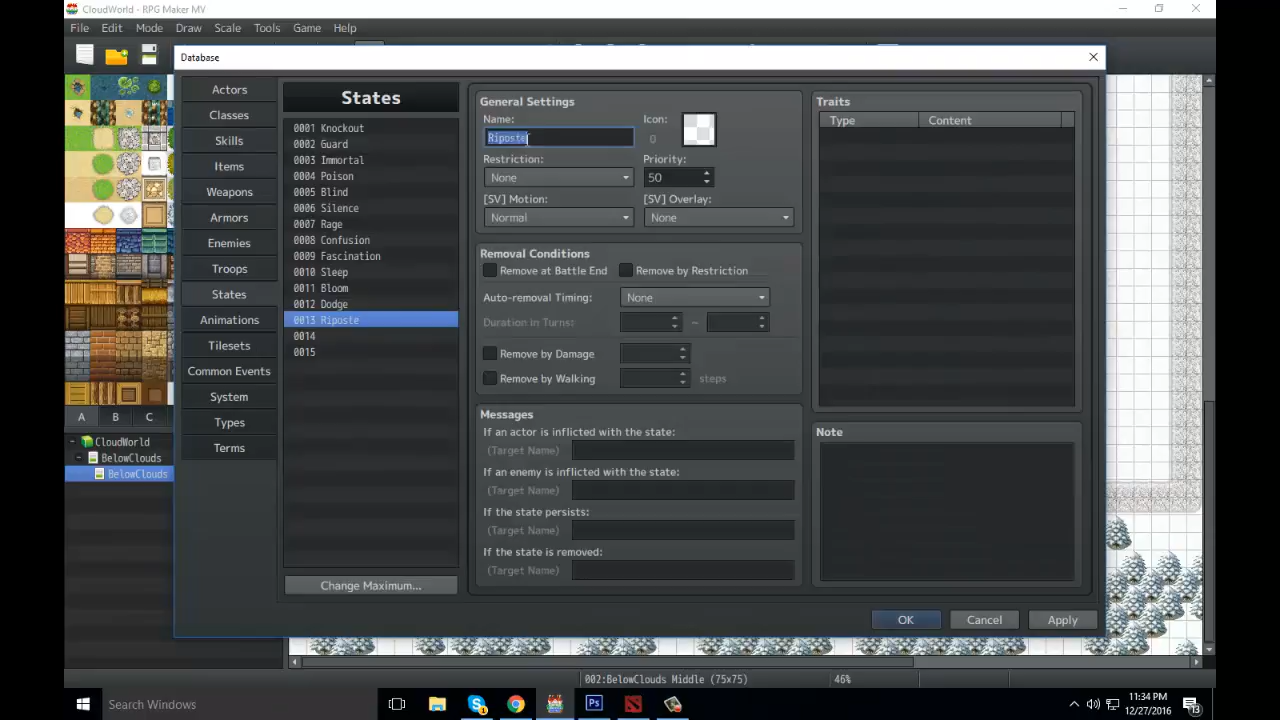 CloudWorld - RPG Maker MV
File Edit Mode Draw Scale Tools Game Help
Database
Actors
Classes
Skills
Items
Weapons
Armors
Enemies
Troops
States
Animations
Tilesets
Common Events
System
Types
Terms
States
0001 Knockout
0002 Guard
0003 Immortal
0004 Poison
0005 Blind
0006 Silence
0007 Rage
0008 Confusion
0009 Fascination
0010 Sleep
0011 Bloom
0012 Dodge
0013 Riposte
0014
0015
Change Maximum...
General Settings
Name: Icon:
Riposte 0
Restriction: Priority:
None 50
[SV] Motion: [SV] Overlay:
Normal None
Removal Conditions
Remove at Battle End Remove by Restriction
Auto-removal Timing: None
Duration in Turns: ~
Remove by Damage
Remove by Walking steps
Messages
If an actor is inflicted with the state:
(Target Name)
If an enemy is inflicted with the state:
(Target Name)
If the state persists:
(Target Name)
If the state is removed:
(Target Name)
Traits
Type Content
Note
OK Cancel Apply
A B C
CloudWorld
BelowClouds
BelowClouds
002:BelowClouds Middle (75x75) 46%
Search Windows
11:34 PM
12/27/2016
13